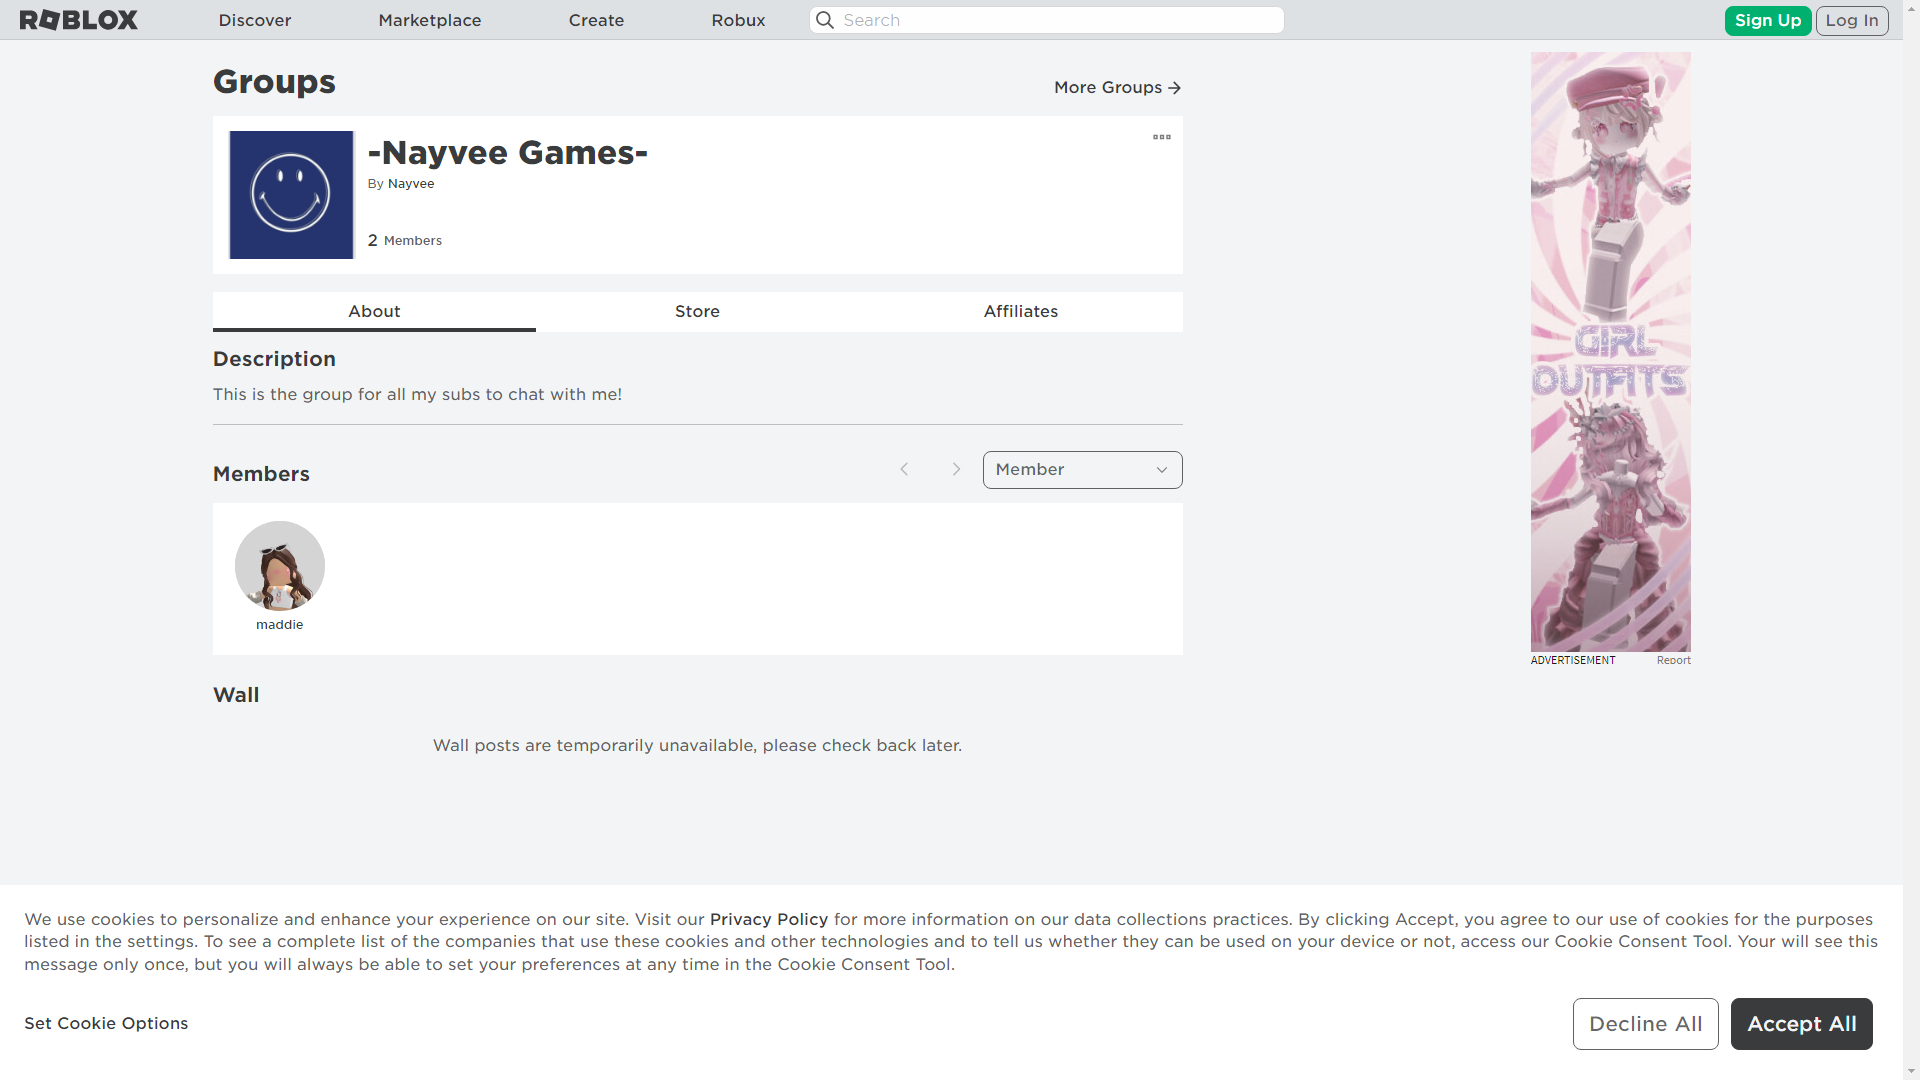 ROBLOX
Discover
Marketplace
Create
Robux
Search
Sign Up
Log In
Groups
More Groups
-Nayvee Games-
By Nayvee
2 Members
About
Store
Affiliates
Description
This is the group for all my subs to chat with me!
Members
Member
maddie
Wall
Wall posts are temporarily unavailable, please check back later.
GIRL
OUTFITS
ADVERTISEMENT
Report
We use cookies to personalize and enhance your experience on our site. Visit our Privacy Policy for more information on our data collections practices. By clicking Accept, you agree to our use of cookies for the purposes
listed in the settings. To see a complete list of the companies that use these cookies and other technologies and to tell us whether they can be used on your device or not, access our Cookie Consent Tool. Your will see this
message only once, but you will always be able to set your preferences at any time in the Cookie Consent Tool.
Set Cookie Options
Decline All
Accept All